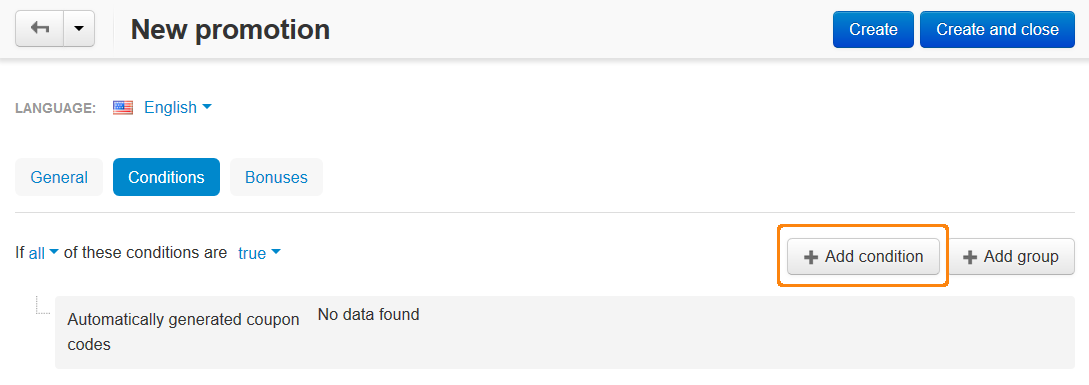 New promotion
Create
Create and close
LANGUAGE: English
General
Conditions
Bonuses
If all of these conditions are true
Add condition
Add group
Automatically generated coupon
codes
No data found